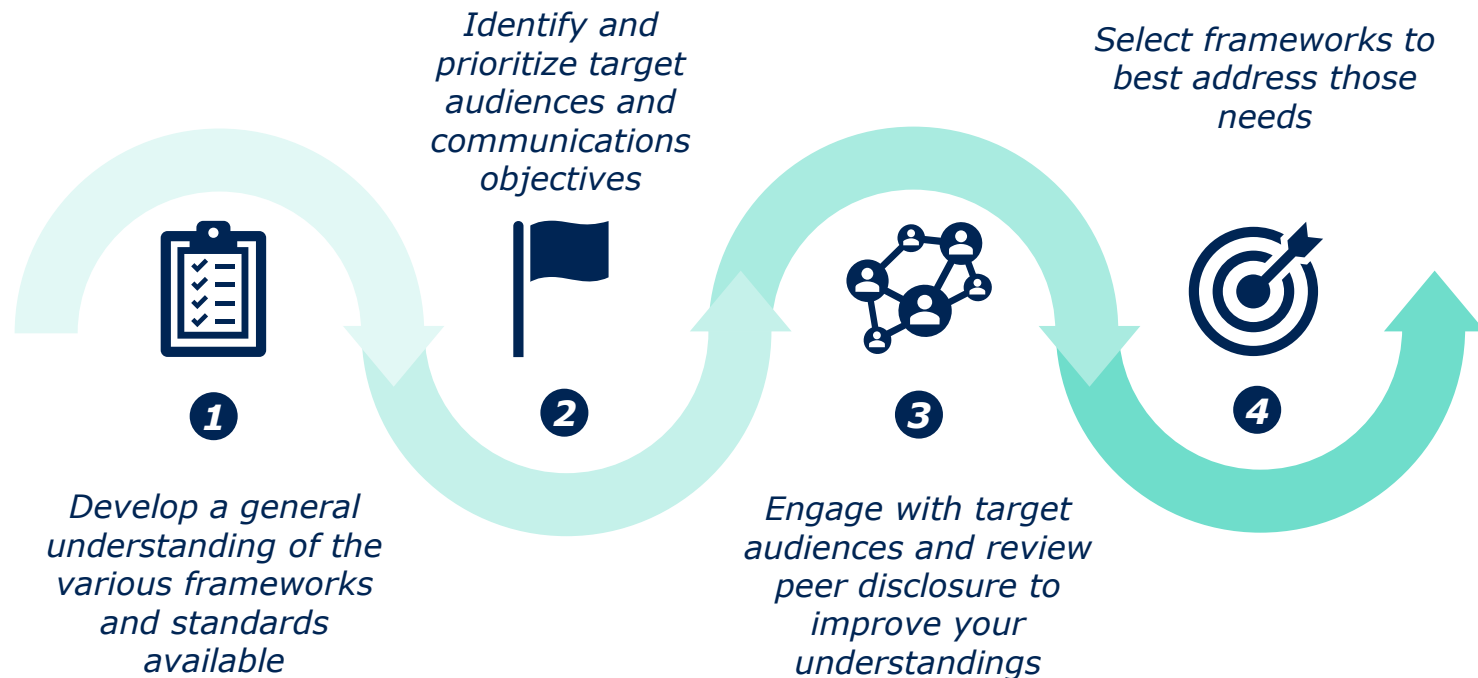 1
Develop a general
understanding of the
various frameworks
and standards
available
Identify and
prioritize target
audiences and
communications
objectives
2
3
Engage with target
audiences and review
peer disclosure to
improve your
understandings
Select frameworks to
best address those
needs
4